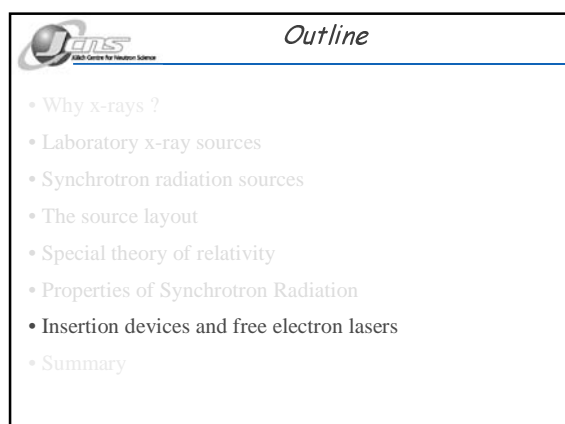 Outline
JCNS
Jülich Centre for Neutron Science
• Why x-rays ?
• Laboratory x-ray sources
• Synchrotron radiation sources
• The source layout
• Special theory of relativity
• Properties of Synchrotron Radiation
• Insertion devices and free electron lasers
• Summary